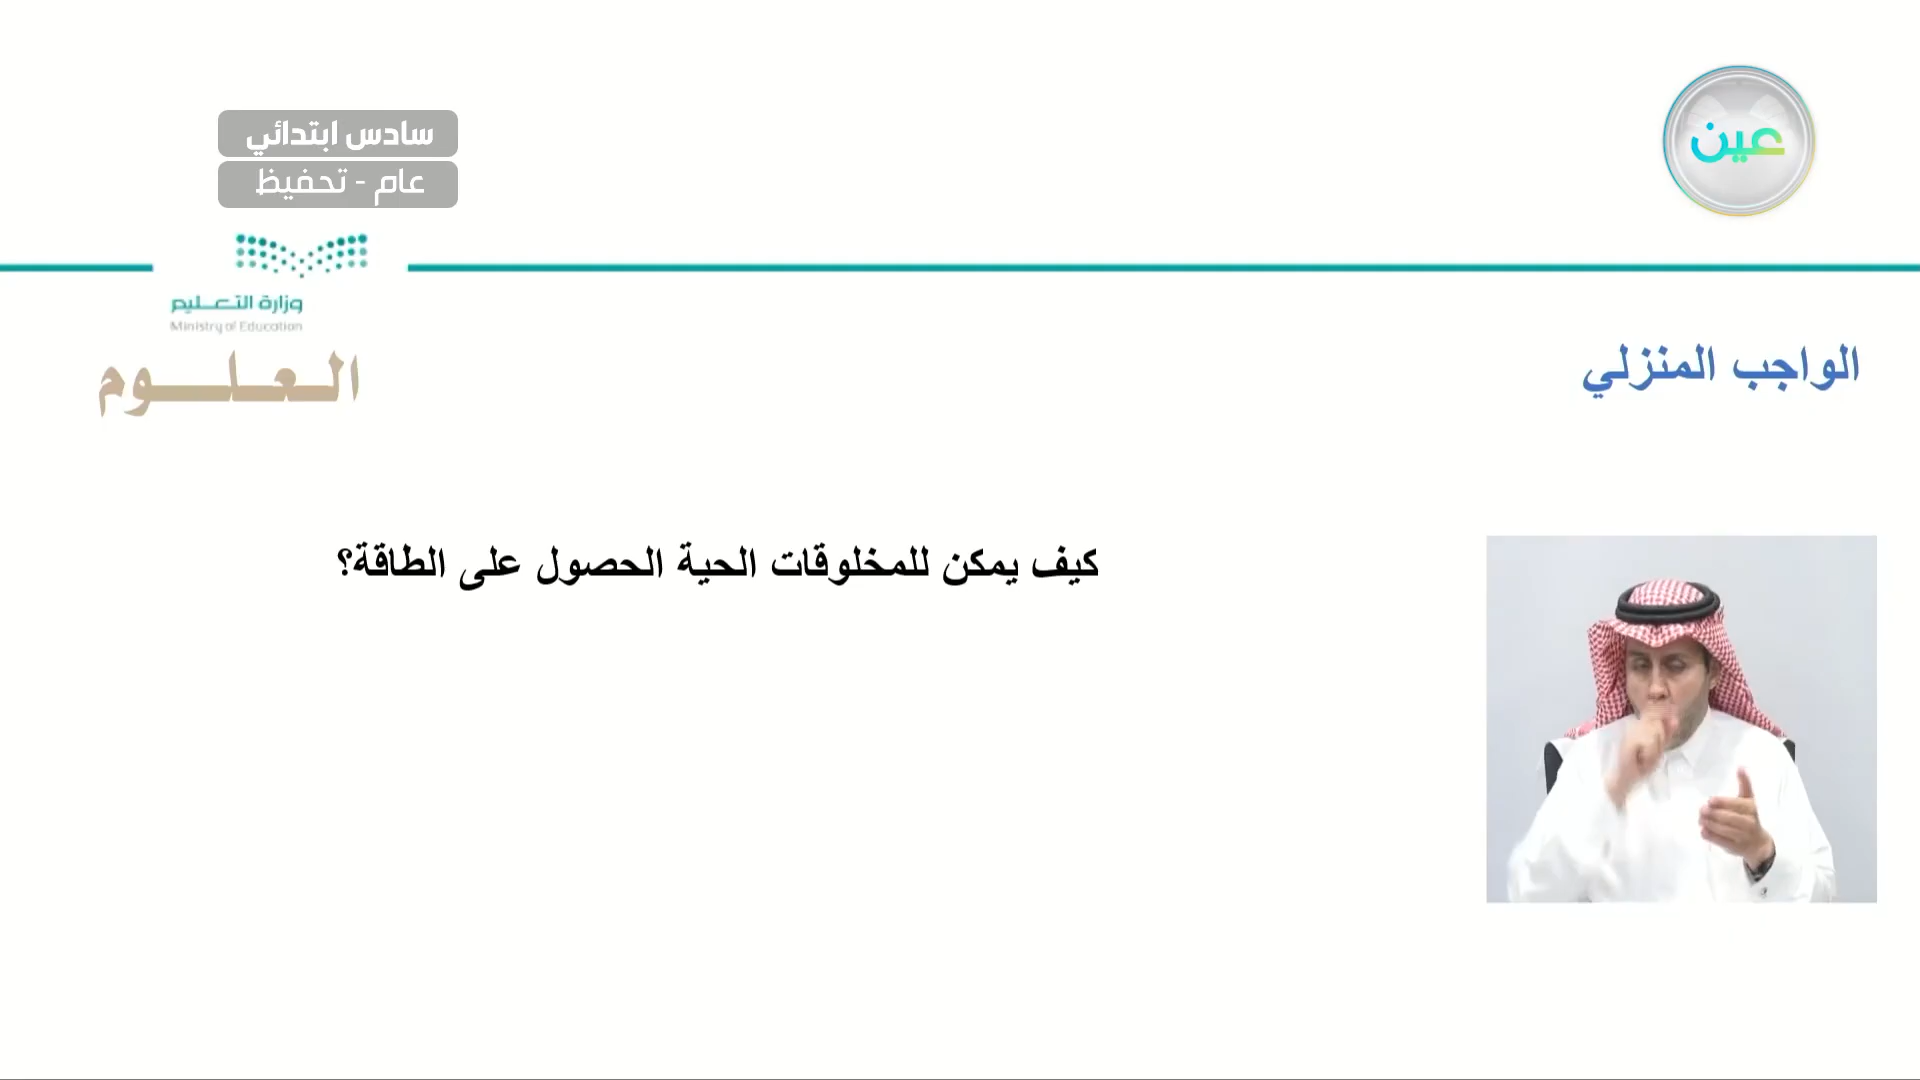 سادس ابتدائي
عام - تحفيظ
عين
وزارة التعليم
Ministry of Education
العلوم
الواجب المنزلي
كيف يمكن للمخلوقات الحية الحصول على الطاقة؟